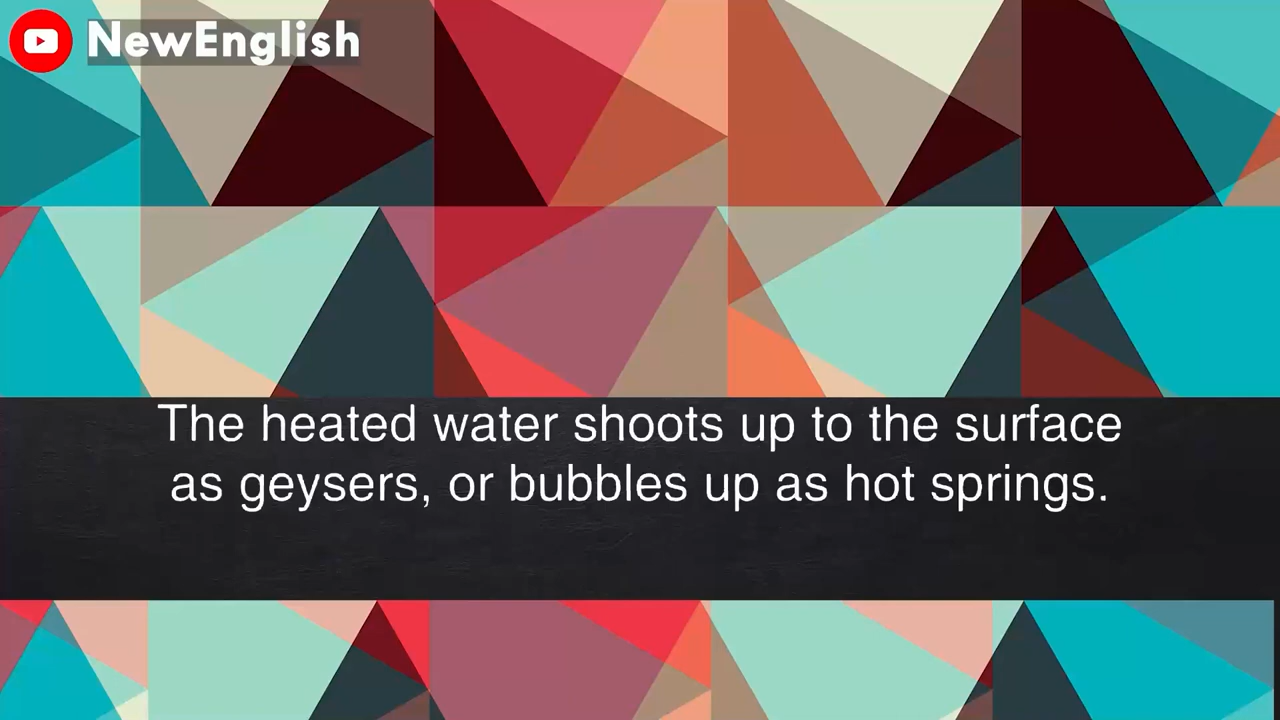 NewEnglish
The heated water shoots up to the surface
as geysers, or bubbles up as hot springs.